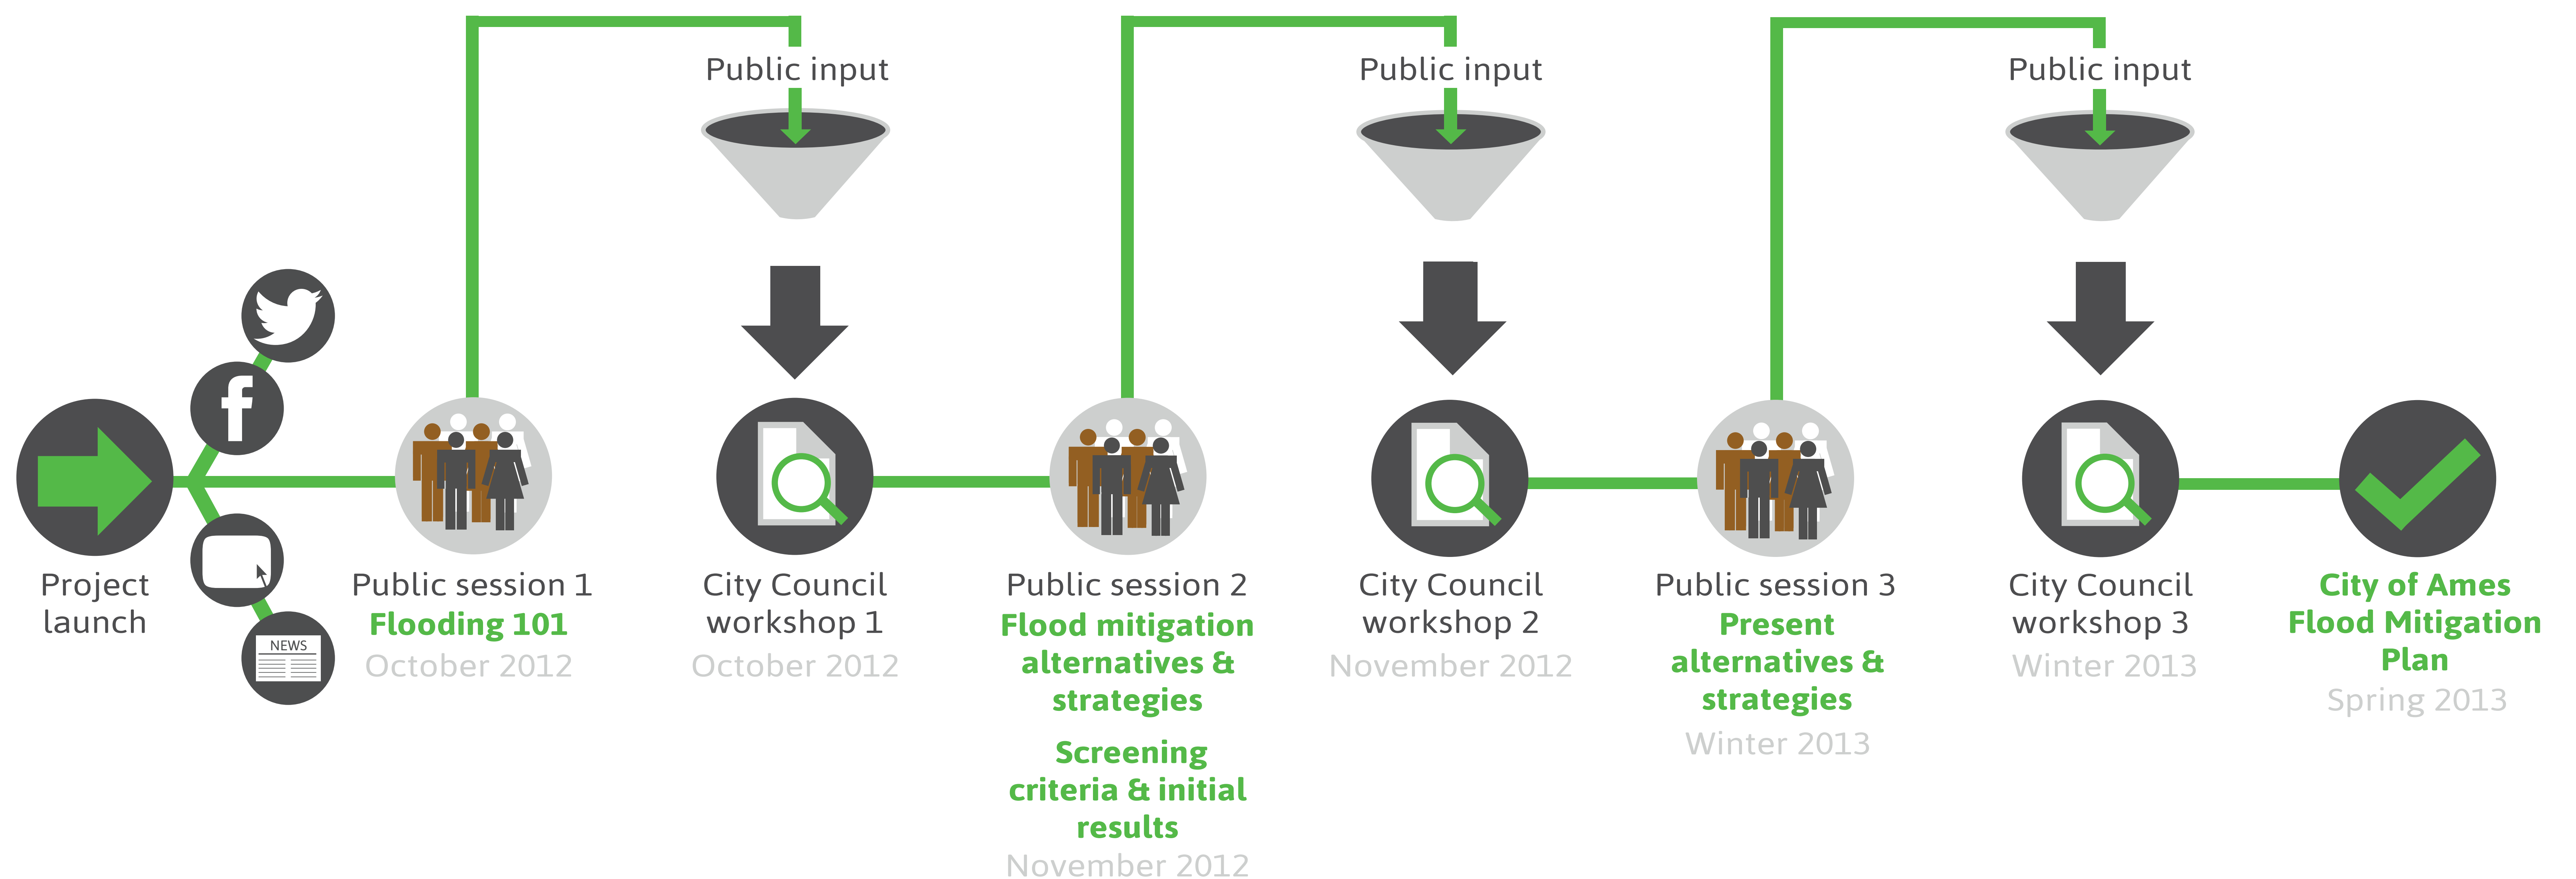 Public input
Public input
Public input
f
NEWS
Project
launch
Public session 1
Flooding 101
October 2012
City Council
workshop 1
October 2012
Public session 2
Flood mitigation
alternatives &
strategies
Screening
criteria & initial
results
November 2012
City Council
workshop 2
November 2012
Public session 3
Present
alternatives &
strategies
Winter 2013
City Council
workshop 3
Winter 2013
City of Ames
Flood Mitigation
Plan
Spring 2013